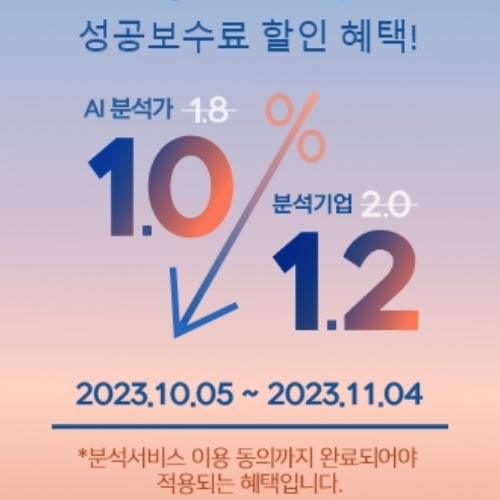 성공보수료 할인 혜택!
AI 분석가 1.8
%
1.0
분석기업 2.0
1.2
2023.10.05 ~ 2023.11.04
*분석서비스 이용 동의까지 완료되어야
적용되는 혜택입니다.